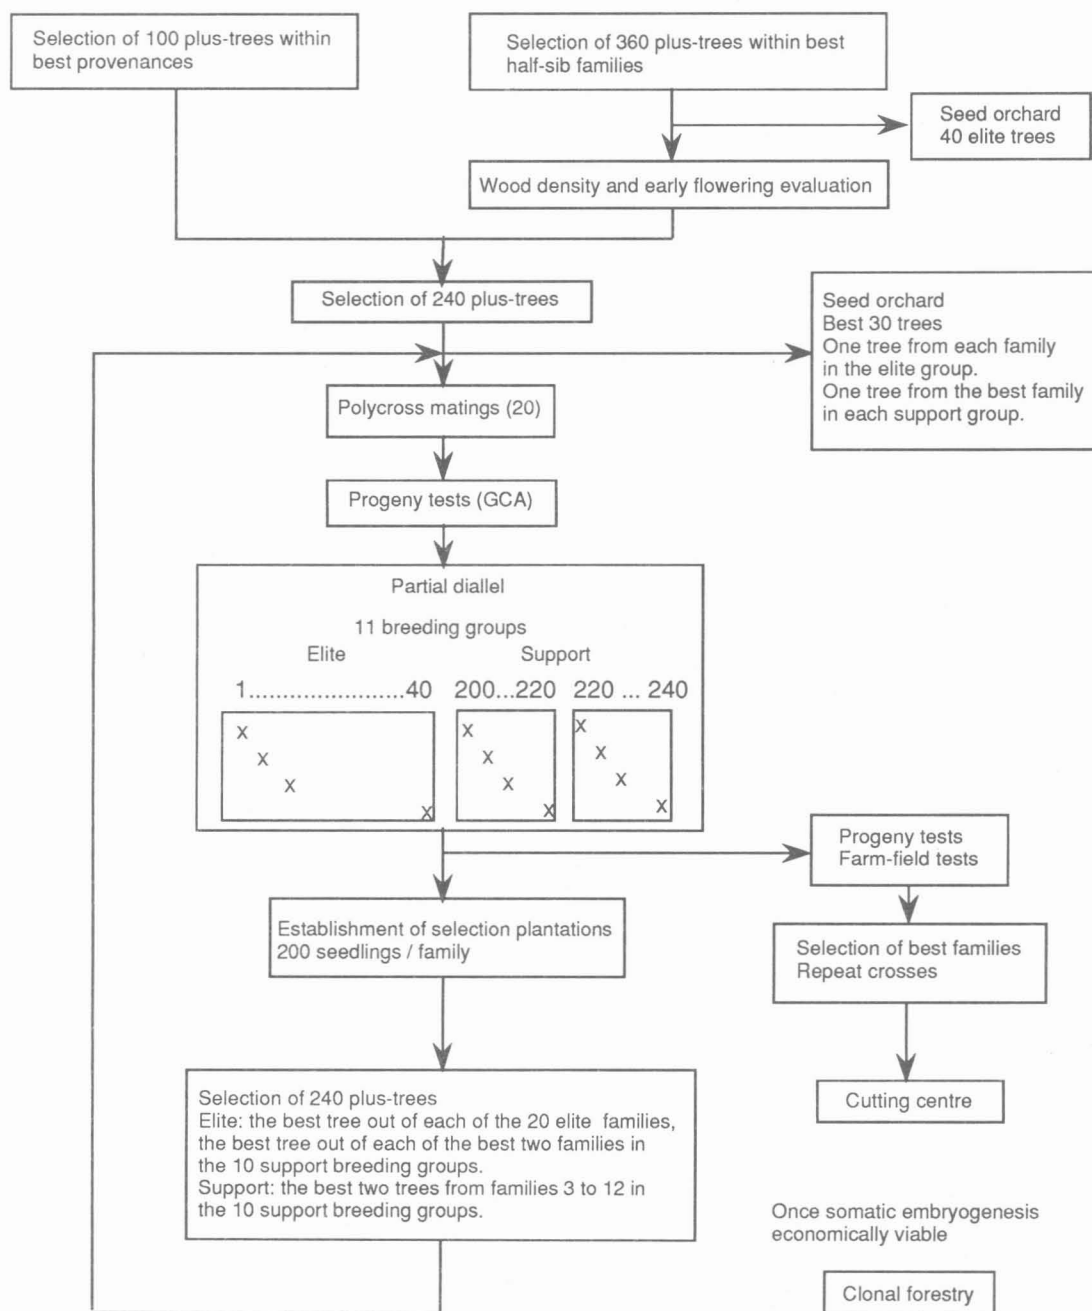 Selection of 100 plus-trees within
best provenances
Selection of 360 plus-trees within best
half-sib families
Seed orchard
40 elite trees
Wood density and early flowering evaluation
Selection of 240 plus-trees
Seed orchard
Best 30 trees
One tree from each family
in the elite group.
One tree from the best family
in each support group.
Polycross matings (20)
Progeny tests (GCA)
Partial diallel
11 breeding groups
Elite Support
1.......................40 200...220 220 ... 240
x x x
x x x
x x x
x x x
Progeny tests
Farm-field tests
Establishment of selection plantations
200 seedlings / family
Selection of best families
Repeat crosses
Selection of 240 plus-trees
Elite: the best tree out of each of the 20 elite families,
the best tree out of each of the best two families in
the 10 support breeding groups.
Support: the best two trees from families 3 to 12 in
the 10 support breeding groups.
Cutting centre
Once somatic embryogenesis
economically viable
Clonal forestry